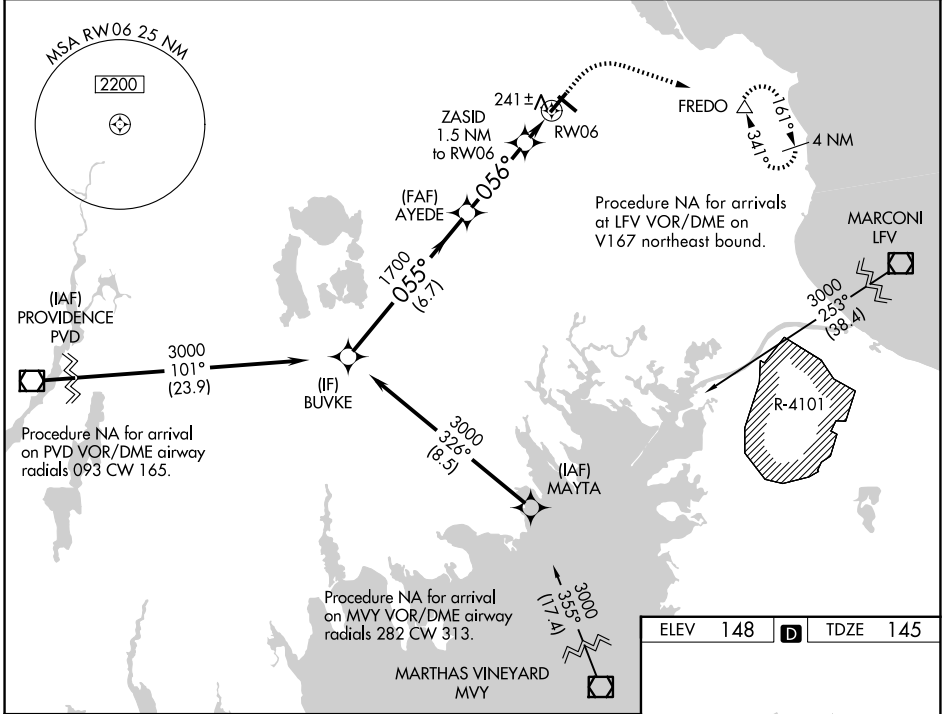 MSA RW06 25 NM
2200
241±
ZASID
1.5 NM
to RW06
RW06
FREDO
161°
341°
4 NM
056°
(FAF)
AYEDE
Procedure NA for arrivals
at LFV VOR/DME on
V167 northeast bound.
MARCONI
LFV
1700
055°
(6.7)
3000
253°
(38.4)
(IAF)
PROVIDENCE
PVD
3000
101°
(23.9)
(IF)
BUVKE
R-4101
Procedure NA for arrival
on PVD VOR/DME airway
radials 093 CW 165.
3000
326°
(8.5)
(IAF)
MAYTA
Procedure NA for arrival
on MVY VOR/DME airway
radials 282 CW 313.
3000
355°
(17.4)
MARTHAS VINEYARD
MVY
ELEV 148 D TDZE 145